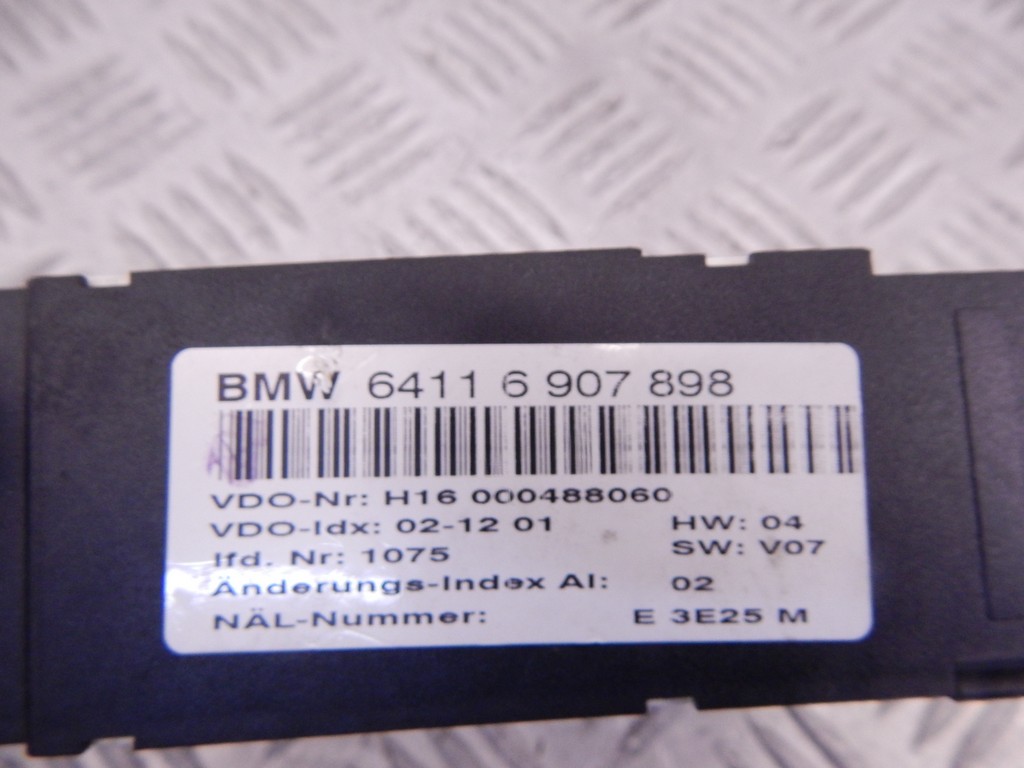 BMW 6411 6 907 898
VDO-Nr: H16 000488060
VDO-Idx: 02-12 01 HW: 04
lfd. Nr: 1075 SW: V07
Änderungs-Index AI: 02
NÄL-Nummer: E 3E25 M